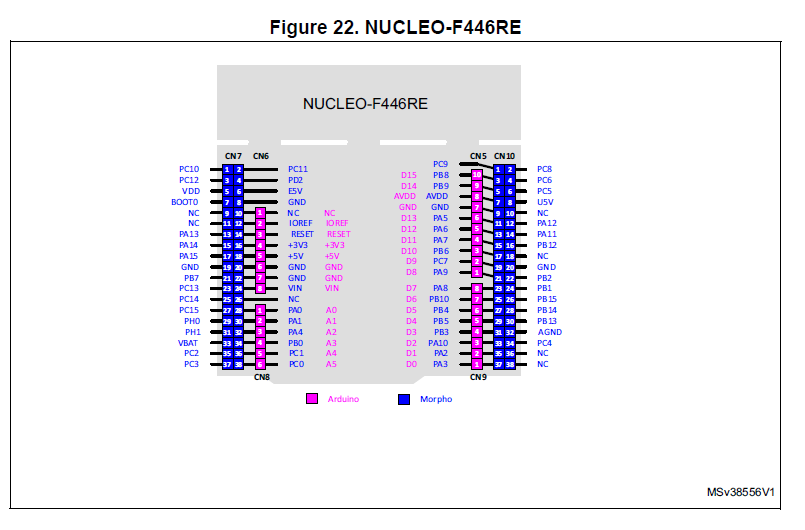 Figure 22. NUCLEO-F446RE
NUCLEO-F446RE
CN7 CN6 CN5 CN10
PC9
PC10 1 2 PC11 D15 PB8 10 1 2 PC8
PC12 3 4 PD2 D14 PB9 9 3 4 PC6
VDD 5 6 E5V AVDD AVDD 8 5 6 PC5
BOOT0 7 8 GND GND GND 7 7 8 U5V
NC 9 10 1 NC NC D13 PA5 6 9 10 NC
NC 11 12 2 IOREF IOREF D12 PA6 5 11 12 PA12
PA13 13 14 3 RESET RESET D11 PA7 4 13 14 PA11
PA14 15 16 4 +3V3 +3V3 D10 PB6 3 15 16 PB12
PA15 17 18 5 +5V +5V D9 PC7 2 17 18 NC
GND 19 20 6 GND GND D8 PA9 1 19 20 GND
PB7 21 22 7 GND GND 21 22 PB2
PC13 23 24 8 VIN VIN D7 PA8 8 23 24 PB1
PC14 25 26 NC D6 PB10 7 25 26 PB15
PC15 27 28 1 PA0 A0 D5 PB4 6 27 28 PB14
PH0 29 30 2 PA1 A1 D4 PB5 5 29 30 PB13
PH1 31 32 3 PA4 A2 D3 PB3 4 31 32 AGND
VBAT 33 34 4 PB0 A3 D2 PA10 3 33 34 PC4
PC2 35 36 5 PC1 A4 D1 PA2 2 35 36 NC
PC3 37 38 6 PC0 A5 D0 PA3 1 37 38 NC
CN8 CN9
Arduino Morpho
MSv38556V1